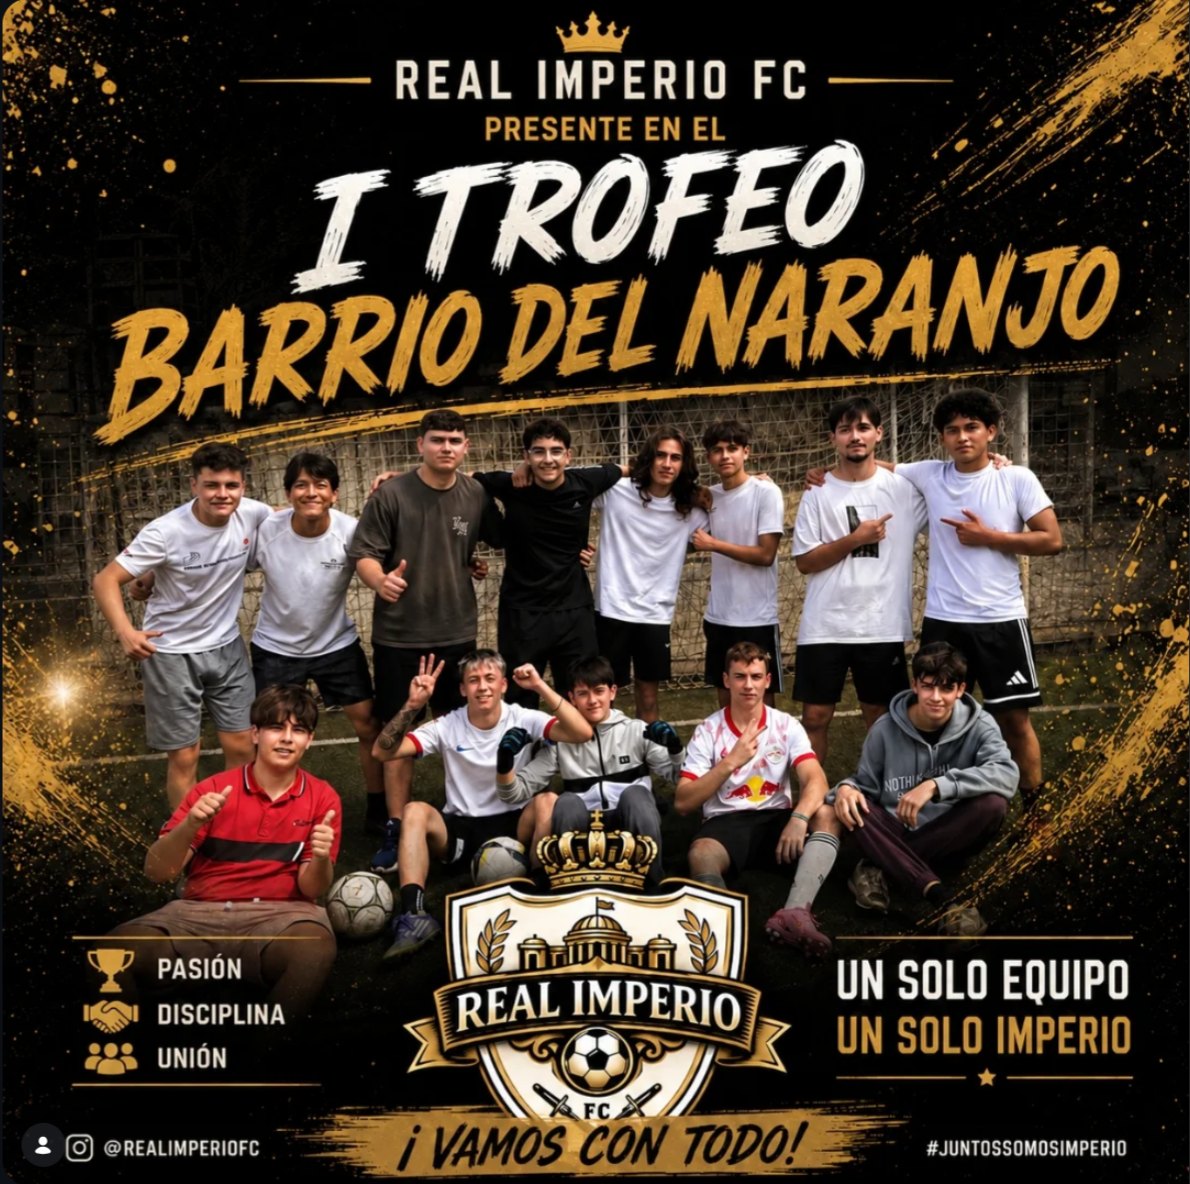 REAL IMPERIO FC
PRESENTE EN EL
I TROFEO
BARRIO DEL NARANJO
NOTHI
PASIÓN
DISCIPLINA
UNIÓN
REAL IMPERIO
FC
UN SOLO EQUIPO
UN SOLO IMPERIO
¡VAMOS CON TODO!
@REALIMPERIOFC
#JUNTOSSOMOSIMPERIO